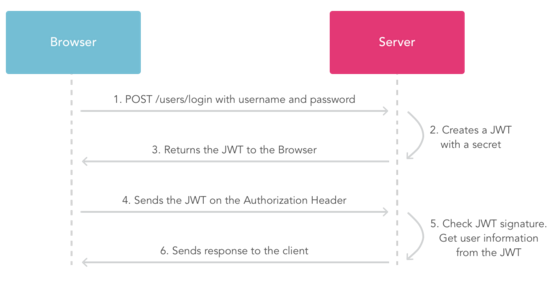 Browser
Server
1. POST /users/login with username and password
2. Creates a JWT
with a secret
3. Returns the JWT to the Browser
4. Sends the JWT on the Authorization Header
5. Check JWT signature.
Get user information
from the JWT
6. Sends response to the client